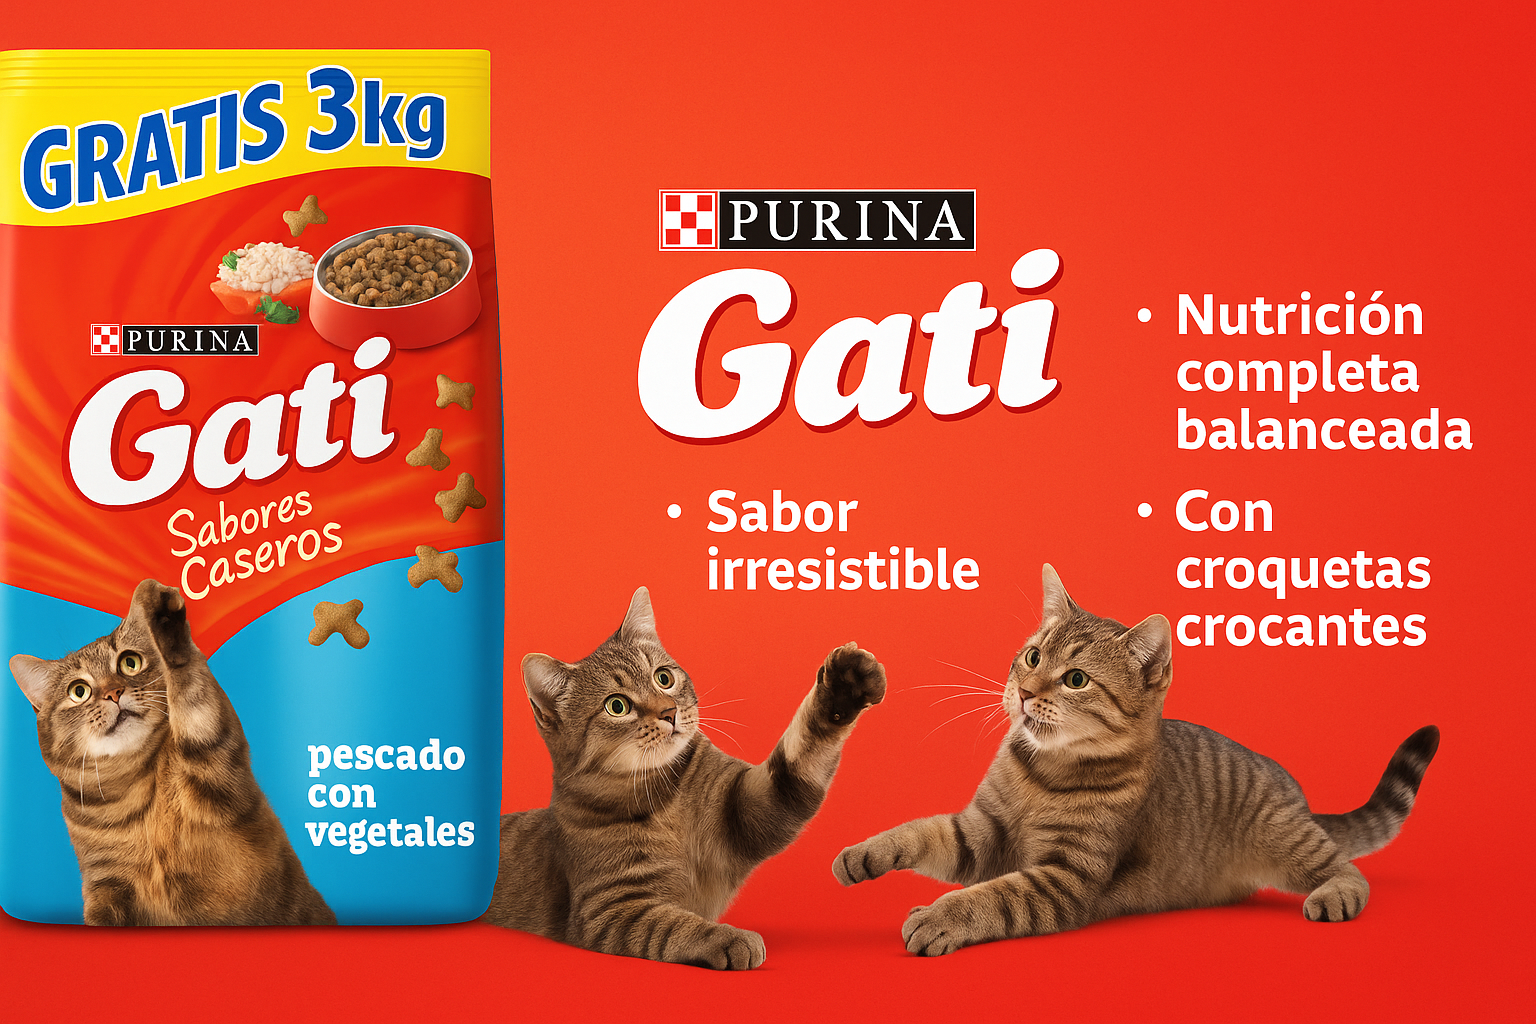 GRATIS 3kg
PURINA
Gati
Sabores
Caseros
pescado
con
vegetales
PURINA
Gati
• Sabor
irresistible
• Nutrición
completa
balanceada
• Con
croquetas
crocantes